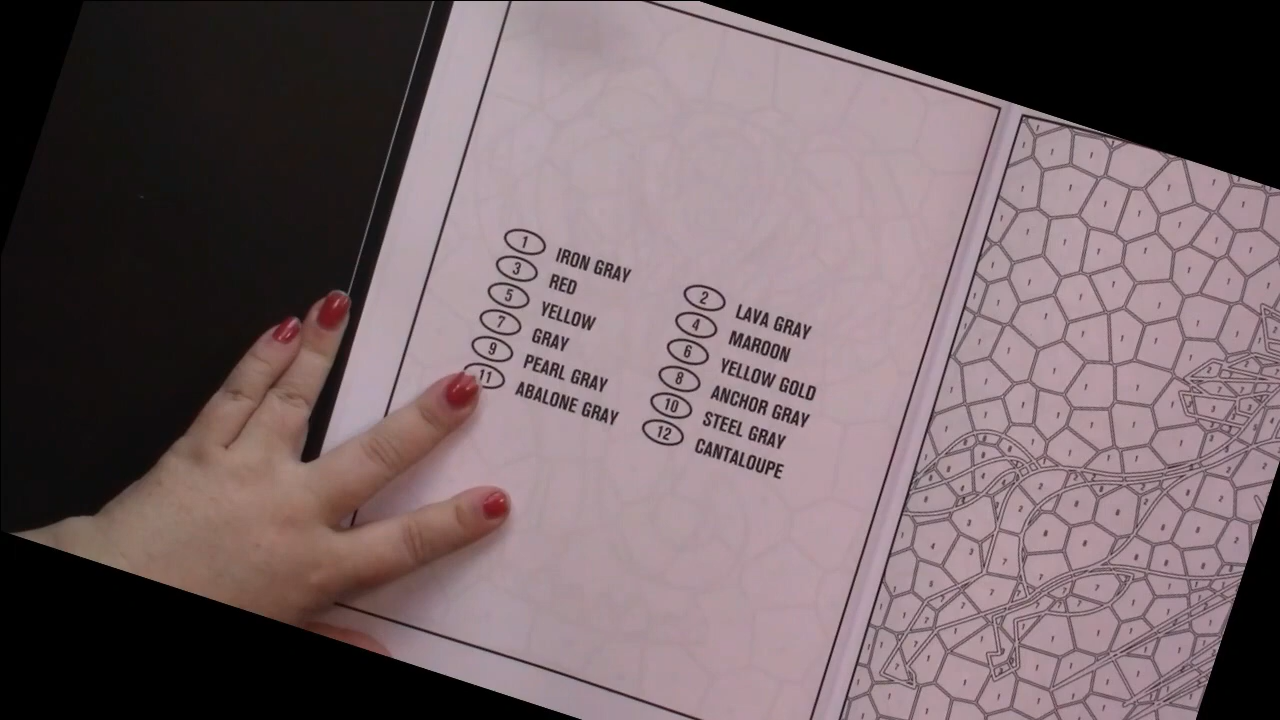 1 IRON GRAY
3 RED
5 YELLOW
7 GRAY
9 PEARL GRAY
11 ABALONE GRAY
2 LAVA GRAY
4 MAROON
6 YELLOW GOLD
8 ANCHOR GRAY
10 STEEL GRAY
12 CANTALOUPE